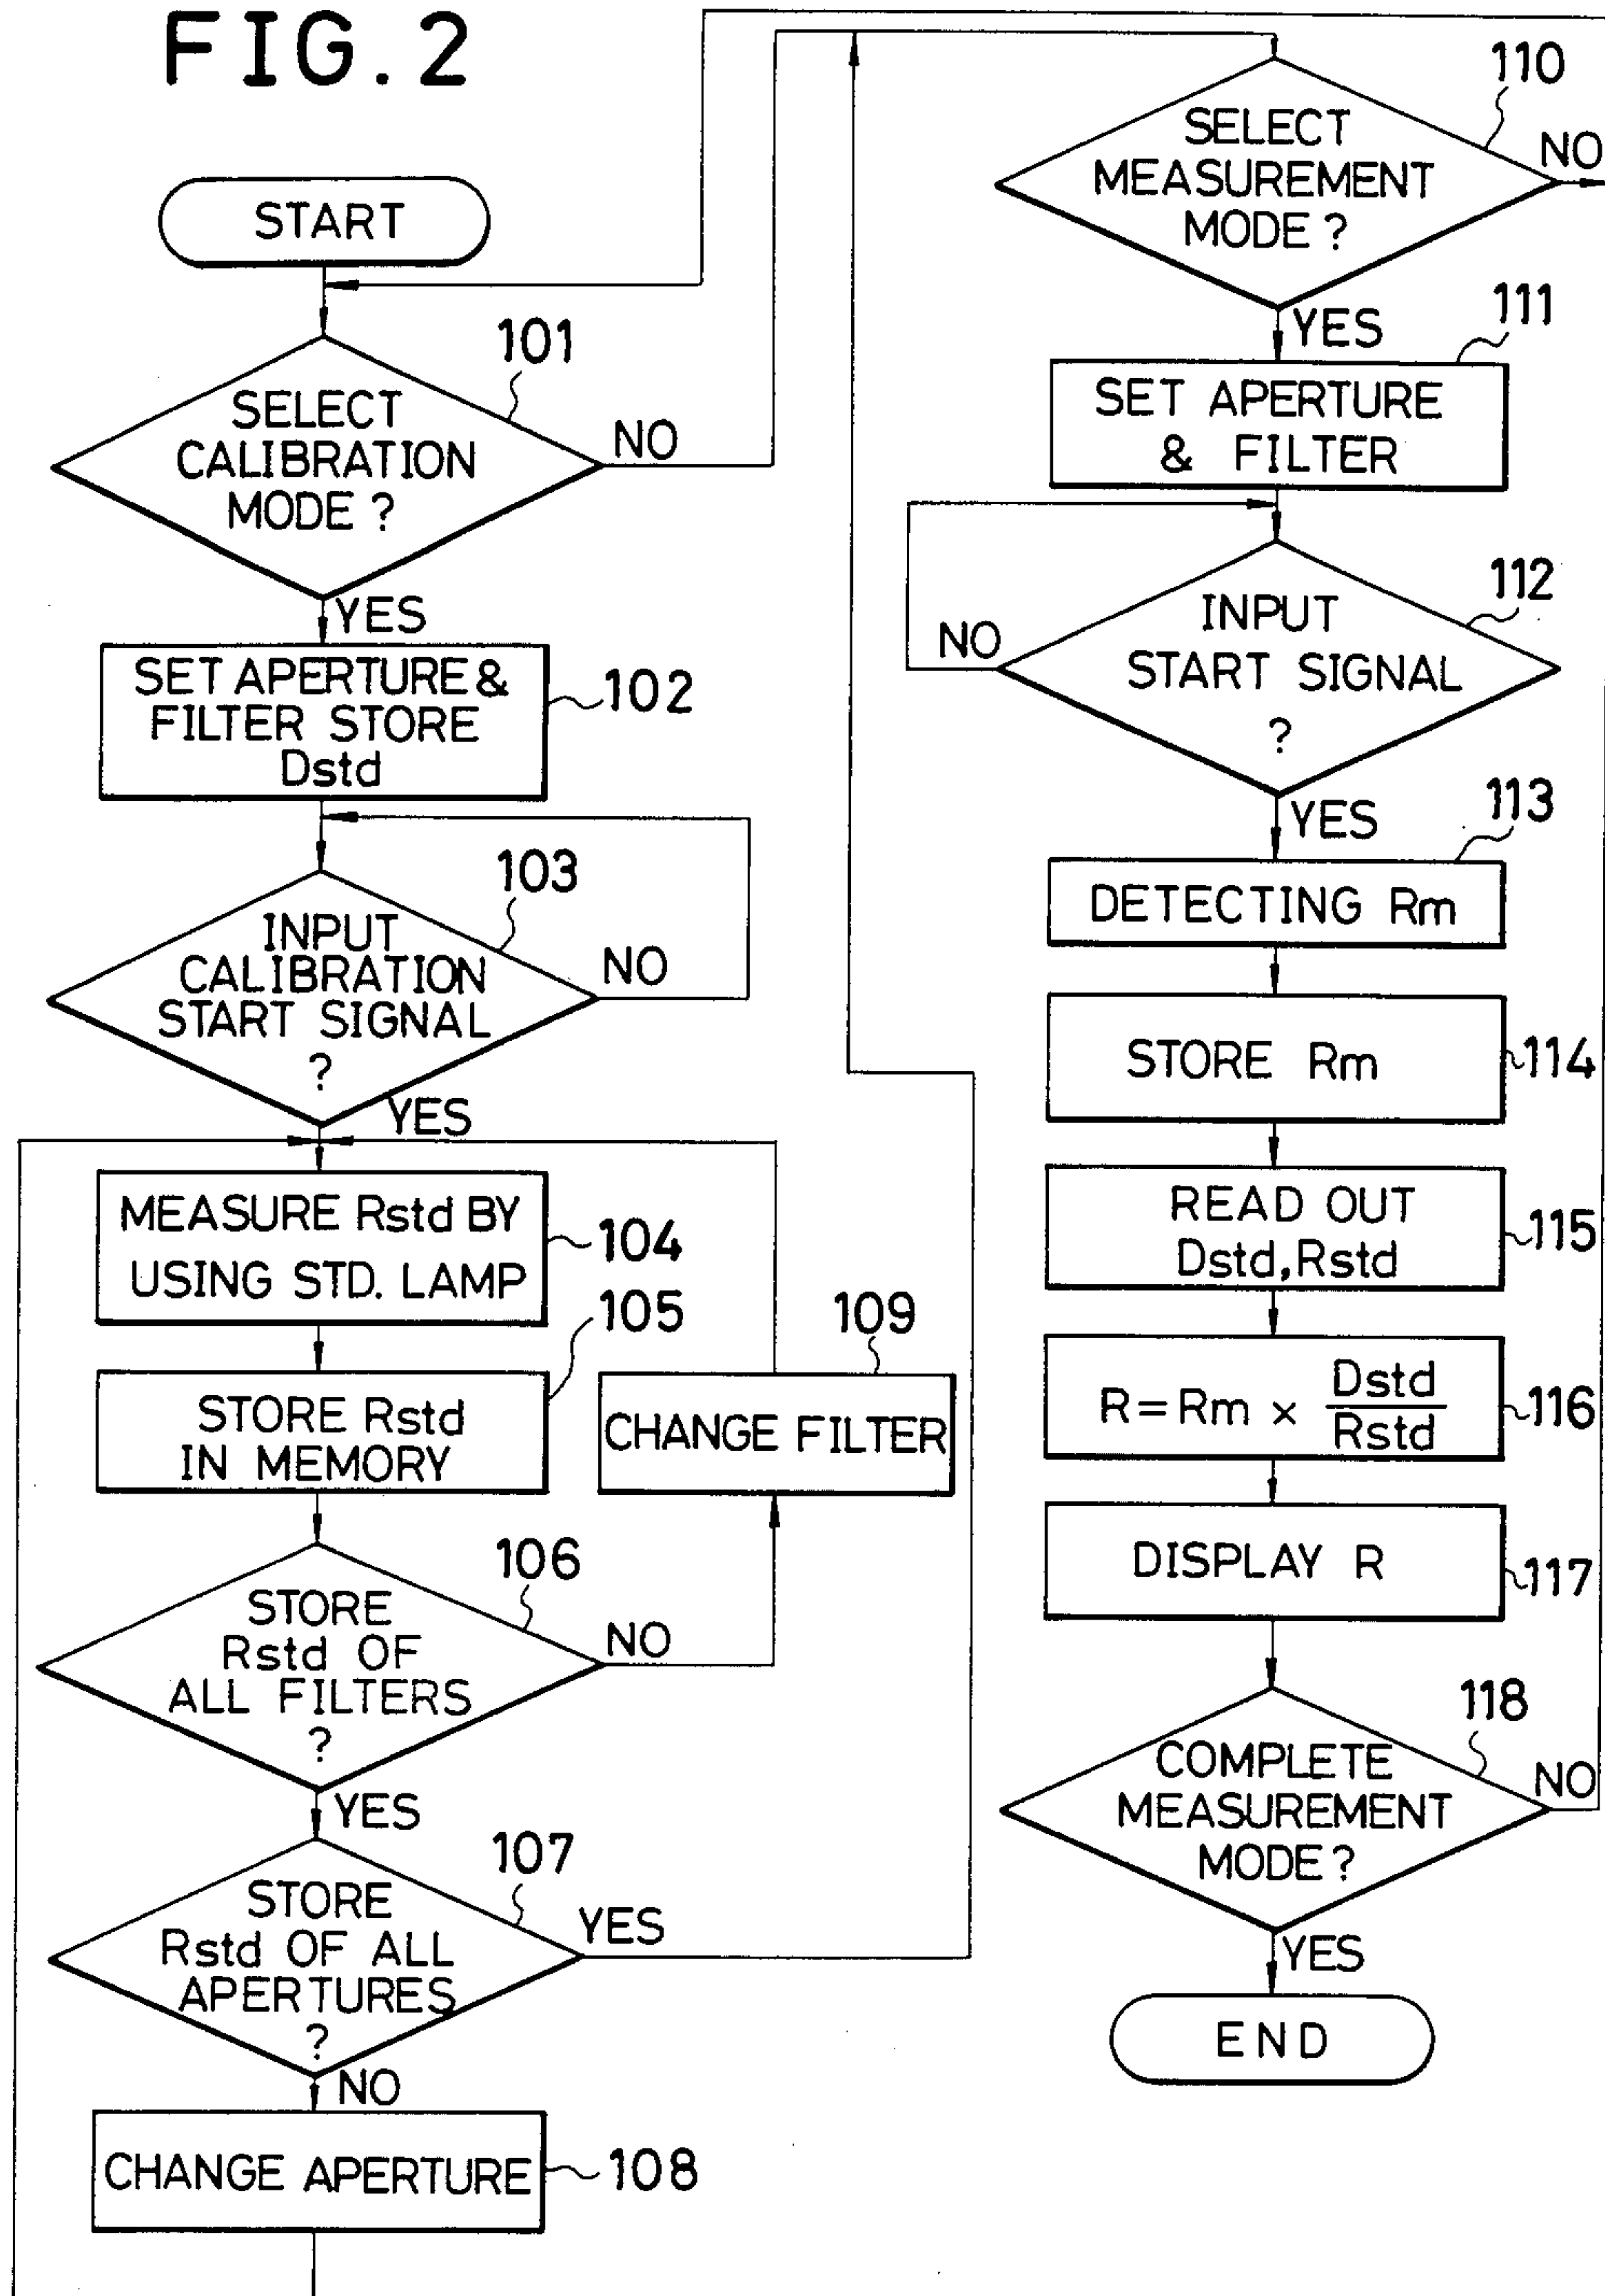 FIG. 2
START
101
SELECT
CALIBRATION
MODE ?
NO
YES
SET APERTURE &
FILTER STORE
Dstd
102
103
INPUT
CALIBRATION
START SIGNAL
?
NO
YES
MEASURE Rstd BY
USING STD. LAMP
104
105
STORE Rstd
IN MEMORY
109
CHANGE FILTER
106
STORE
Rstd OF
ALL FILTERS
?
NO
YES
107
STORE
Rstd OF ALL
APERTURES
?
YES
NO
CHANGE APERTURE
108
110
SELECT
MEASUREMENT
MODE ?
NO
YES
111
SET APERTURE
& FILTER
112
INPUT
START SIGNAL
?
NO
YES
113
DETECTING Rm
STORE Rm
114
READ OUT
Dstd, Rstd
115
R = Rm × Dstd / Rstd
116
DISPLAY R
117
118
COMPLETE
MEASUREMENT
MODE ?
NO
YES
END